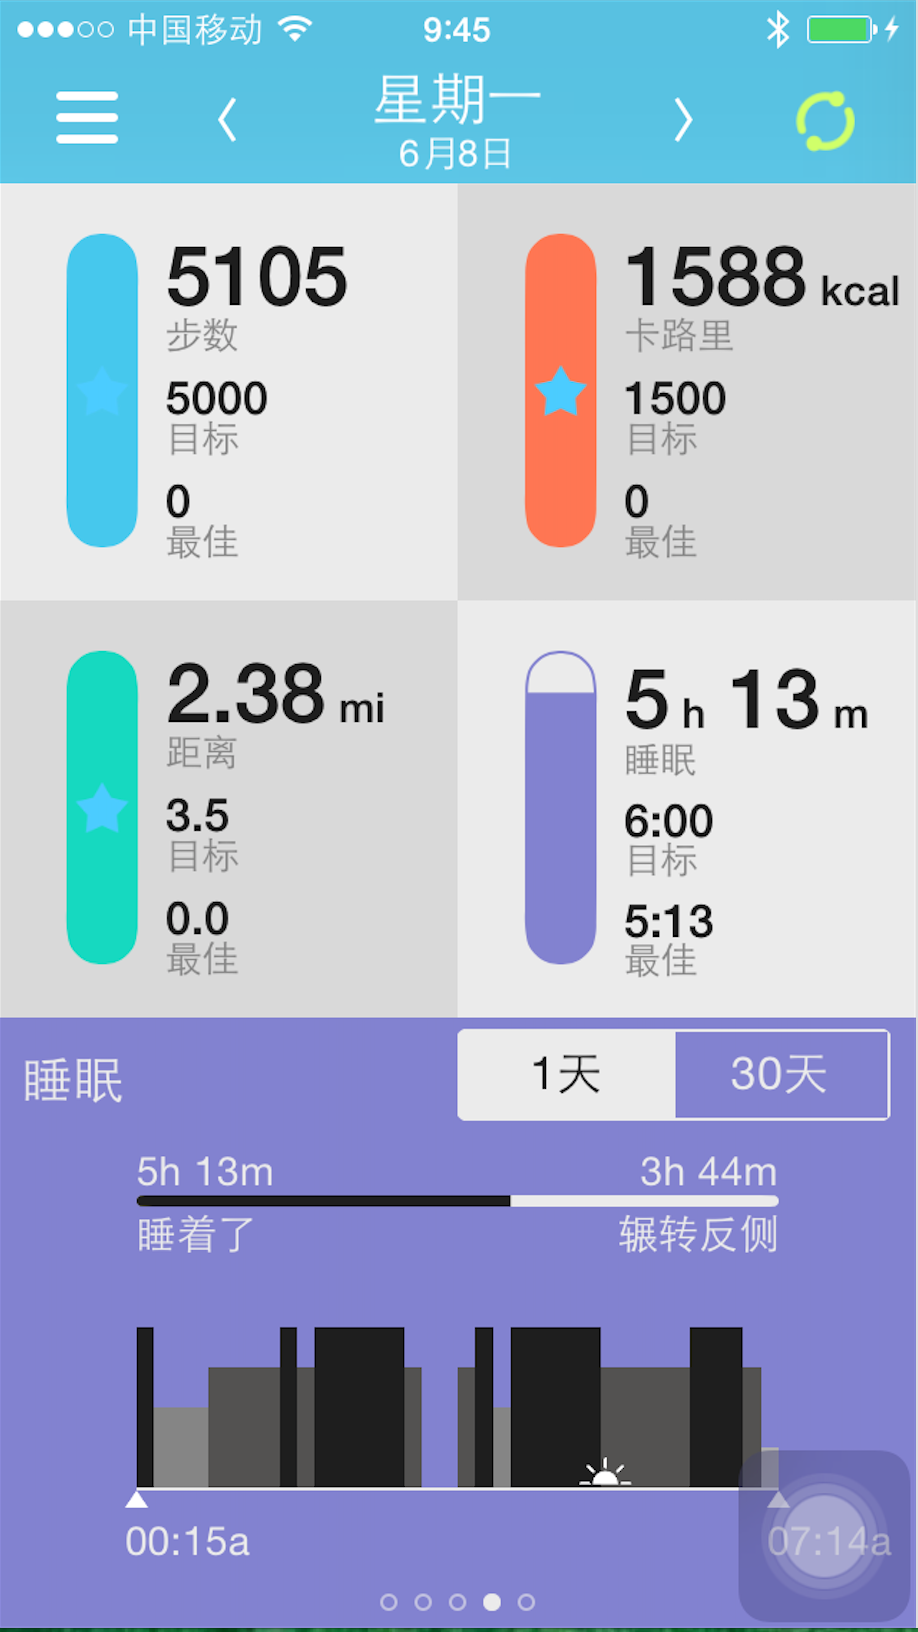 中国移动 9:45
星期一
6月8日
5105
步数
5000
目标
0
最佳
1588 kcal
卡路里
1500
目标
0
最佳
2.38 mi
距离
3.5
目标
0.0
最佳
5 h 13 m
睡眠
6:00
目标
5:13
最佳
睡眠
1天 30天
5h 13m 3h 44m
睡着了 辗转反侧
00:15a 07:14a